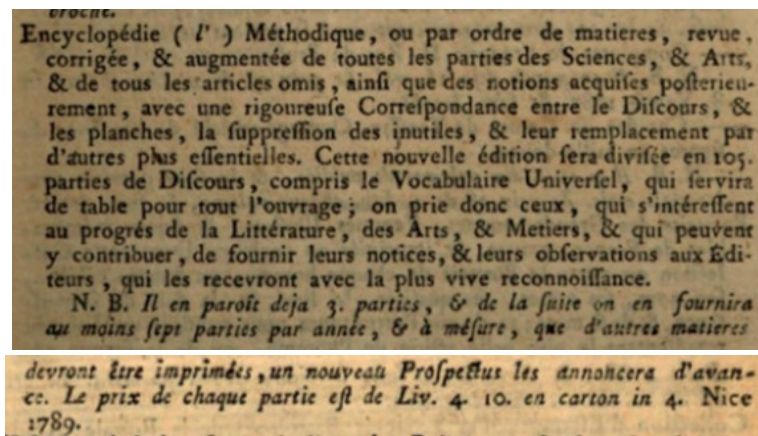 broché.
Encyclopédie ( l' ) Méthodique, ou par ordre de matieres, revue,
corrigée, & augmentée de toutes les parties des Sciences, & Arts,
& de tous les articles omis, ainſi que des notions acquiſes poſterieu-
rement, avec une rigoureuſe Correſpondance entre le Diſcours, &
les planches, la ſuppreſſion des inutiles, & leur remplacement par
d'autres plus eſſentielles. Cette nouvelle édition ſera diviſée en 105.
parties de Diſcours, compris le Vocabulaire Univerſel, qui ſervira
de table pour tout l'ouvrage; on prie donc ceux, qui s'intéreſſent
au progrés de la Littérature, des Arts, & Metiers, & qui peuvent
y contribuer, de fournir leurs notices, & leurs obſervations aux Edi-
teurs, qui les recevront avec la plus vive reconnoiſſance.
N. B. Il en paroît deja 3. parties, & de la ſuite on en fournira
au moins ſept parties par année, & à méſure, que d'autres matieres
devront être imprimées, un nouveau Proſpectus les annoncera d'avan-
ce. Le prix de chaque partie eſt de Liv. 4. 10. en carton in 4. Nice
1789.